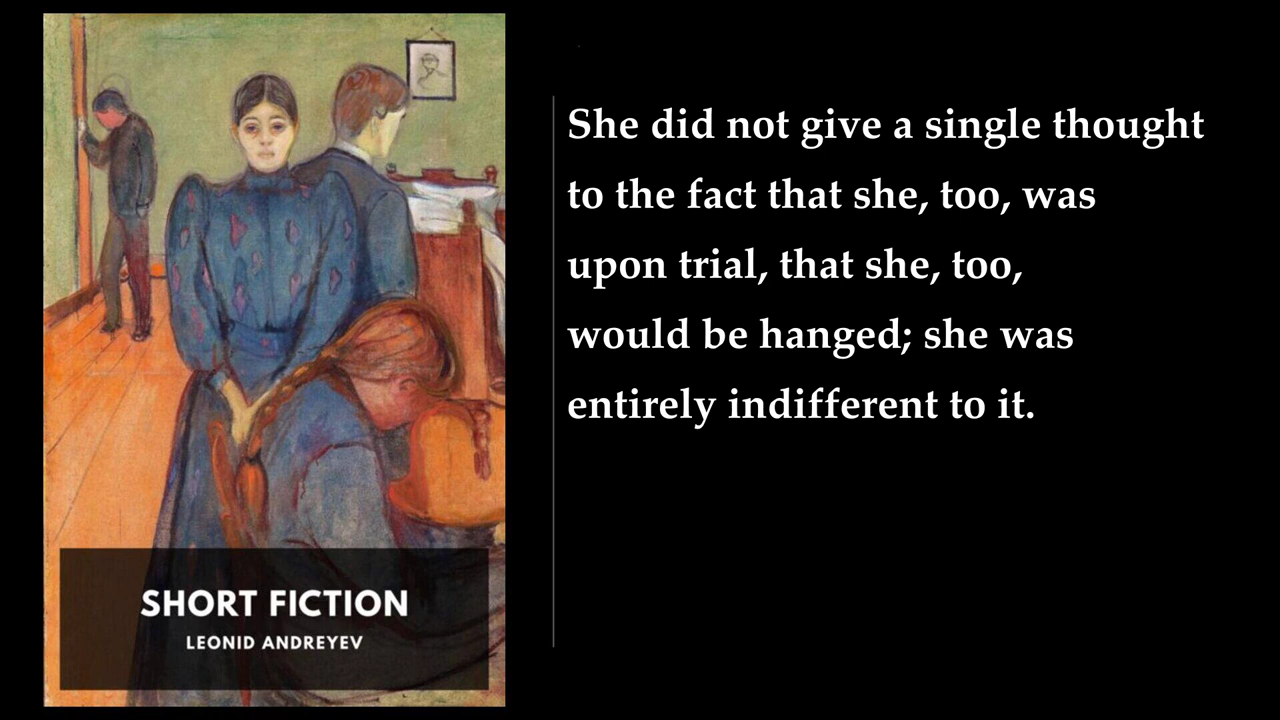 SHORT FICTION
LEONID ANDREYEV
She did not give a single thought
to the fact that she, too, was
upon trial, that she, too,
would be hanged; she was
entirely indifferent to it.